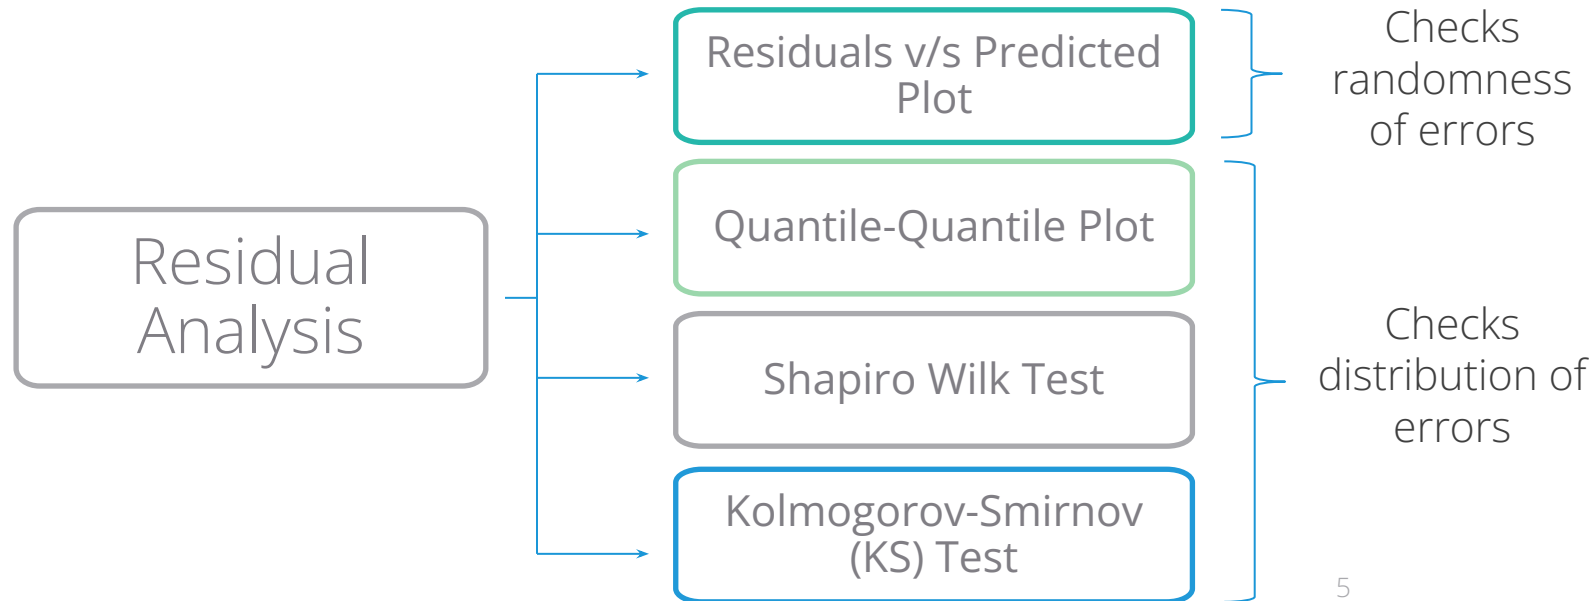 Residual
Analysis
Residuals v/s Predicted
Plot
Quantile-Quantile Plot
Shapiro Wilk Test
Kolmogorov-Smirnov
(KS) Test
Checks
randomness
of errors
Checks
distribution of
errors
5